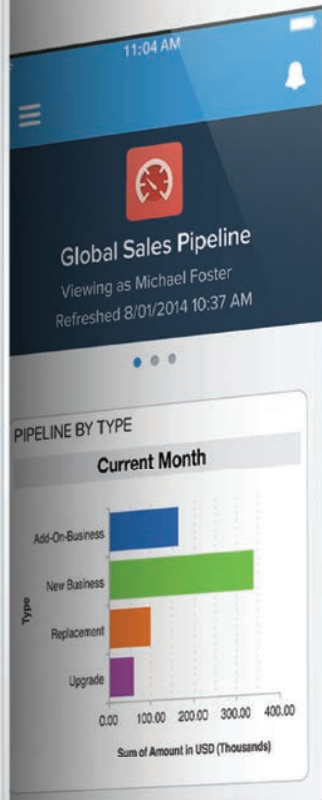 11:04 AM
Global Sales Pipeline
Viewing as Michael Foster
Refreshed 8/01/2014 10:37 AM
PIPELINE BY TYPE
Current Month
Type
Add-On-Business
New Business
Replacement
Upgrade
0.00 100.00 200.00 300.00 400.00
Sum of Amount in USD (Thousands)